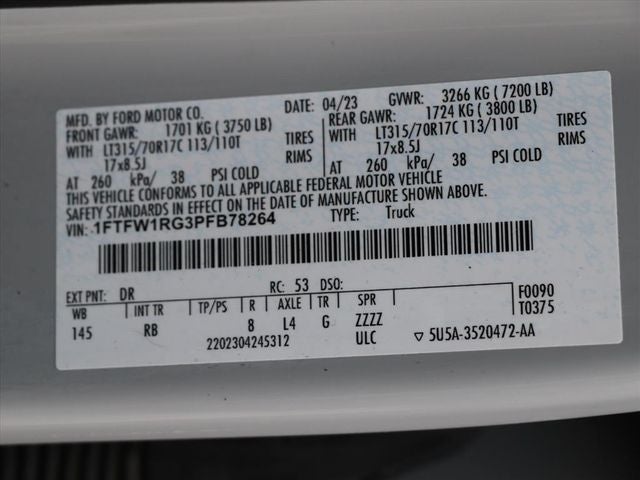 MFD. BY FORD MOTOR CO. DATE: 04/23 GVWR: 3266 KG ( 7200 LB)
FRONT GAWR: 1701 KG ( 3750 LB) REAR GAWR: 1724 KG ( 3800 LB)
WITH LT315/70R17C 113/110T TIRES WITH LT315/70R17C 113/110T TIRES
17x8.5J RIMS 17x8.5J RIMS
AT 260 kPa/ 38 PSI COLD AT 260 kPa/ 38 PSI COLD
THIS VEHICLE CONFORMS TO ALL APPLICABLE FEDERAL MOTOR VEHICLE
SAFETY STANDARDS IN EFFECT ON THE DATE OF MANUFACTURE SHOWN ABOVE.
VIN: 1FTFW1RG3PFB78264 TYPE: Truck
EXT PNT: DR RC: 53 DSO: F0090
WB INT TR TP/PS R AXLE TR SPR T0375
145 RB 8 L4 G ZZZZ
2202304245312 ULC ▽ 5U5A-3520472-AA